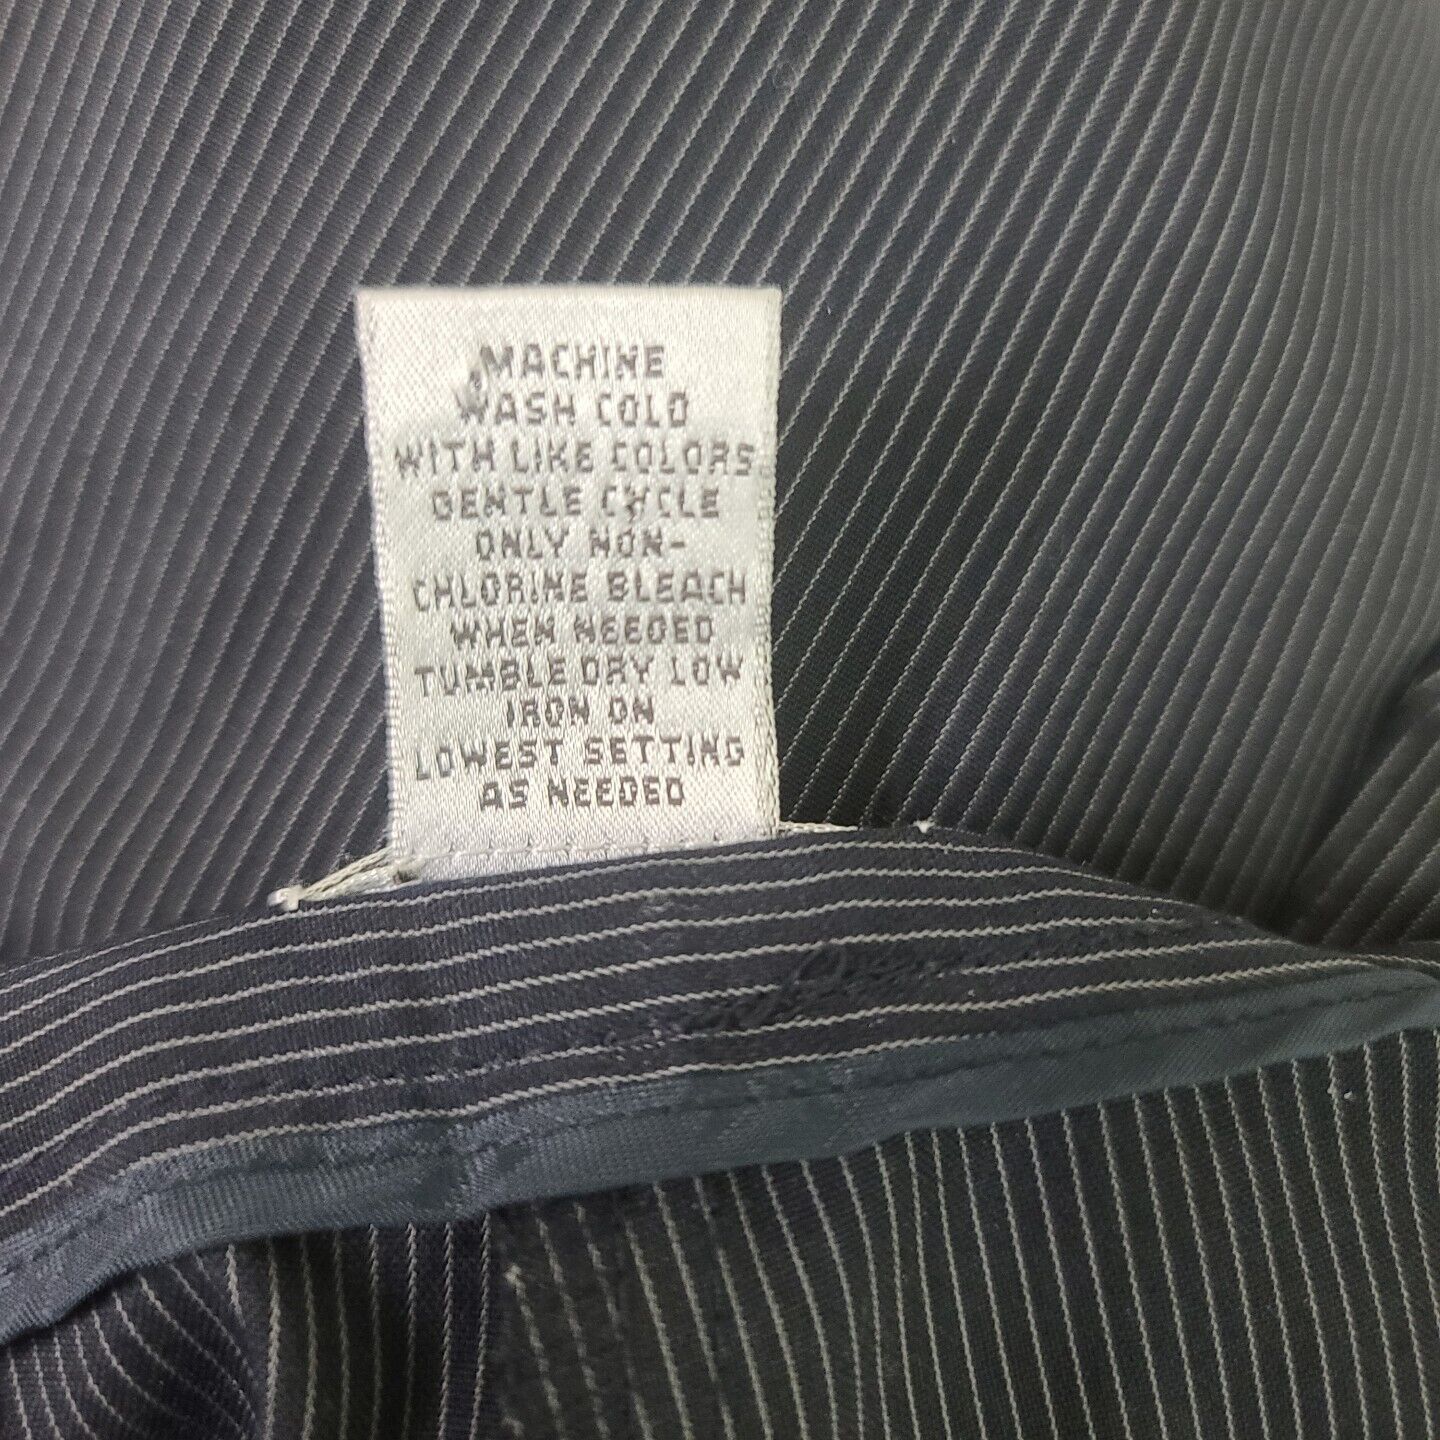 MACHINE
WASH COLD
WITH LIKE COLORS
GENTLE CYCLE
ONLY NON-
CHLORINE BLEACH
WHEN NEEDED
TUMBLE DRY LOW
IRON ON
LOWEST SETTING
AS NEEDED